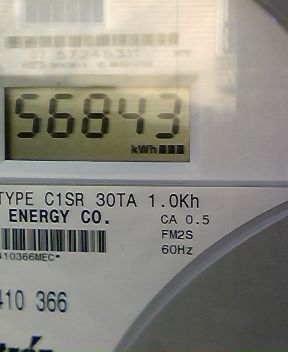 56843
kWh
TYPE C1SR 30TA 1.0Kh
ENERGY CO.
CA 0.5
FM2S
60Hz
410366MEC*
410 366